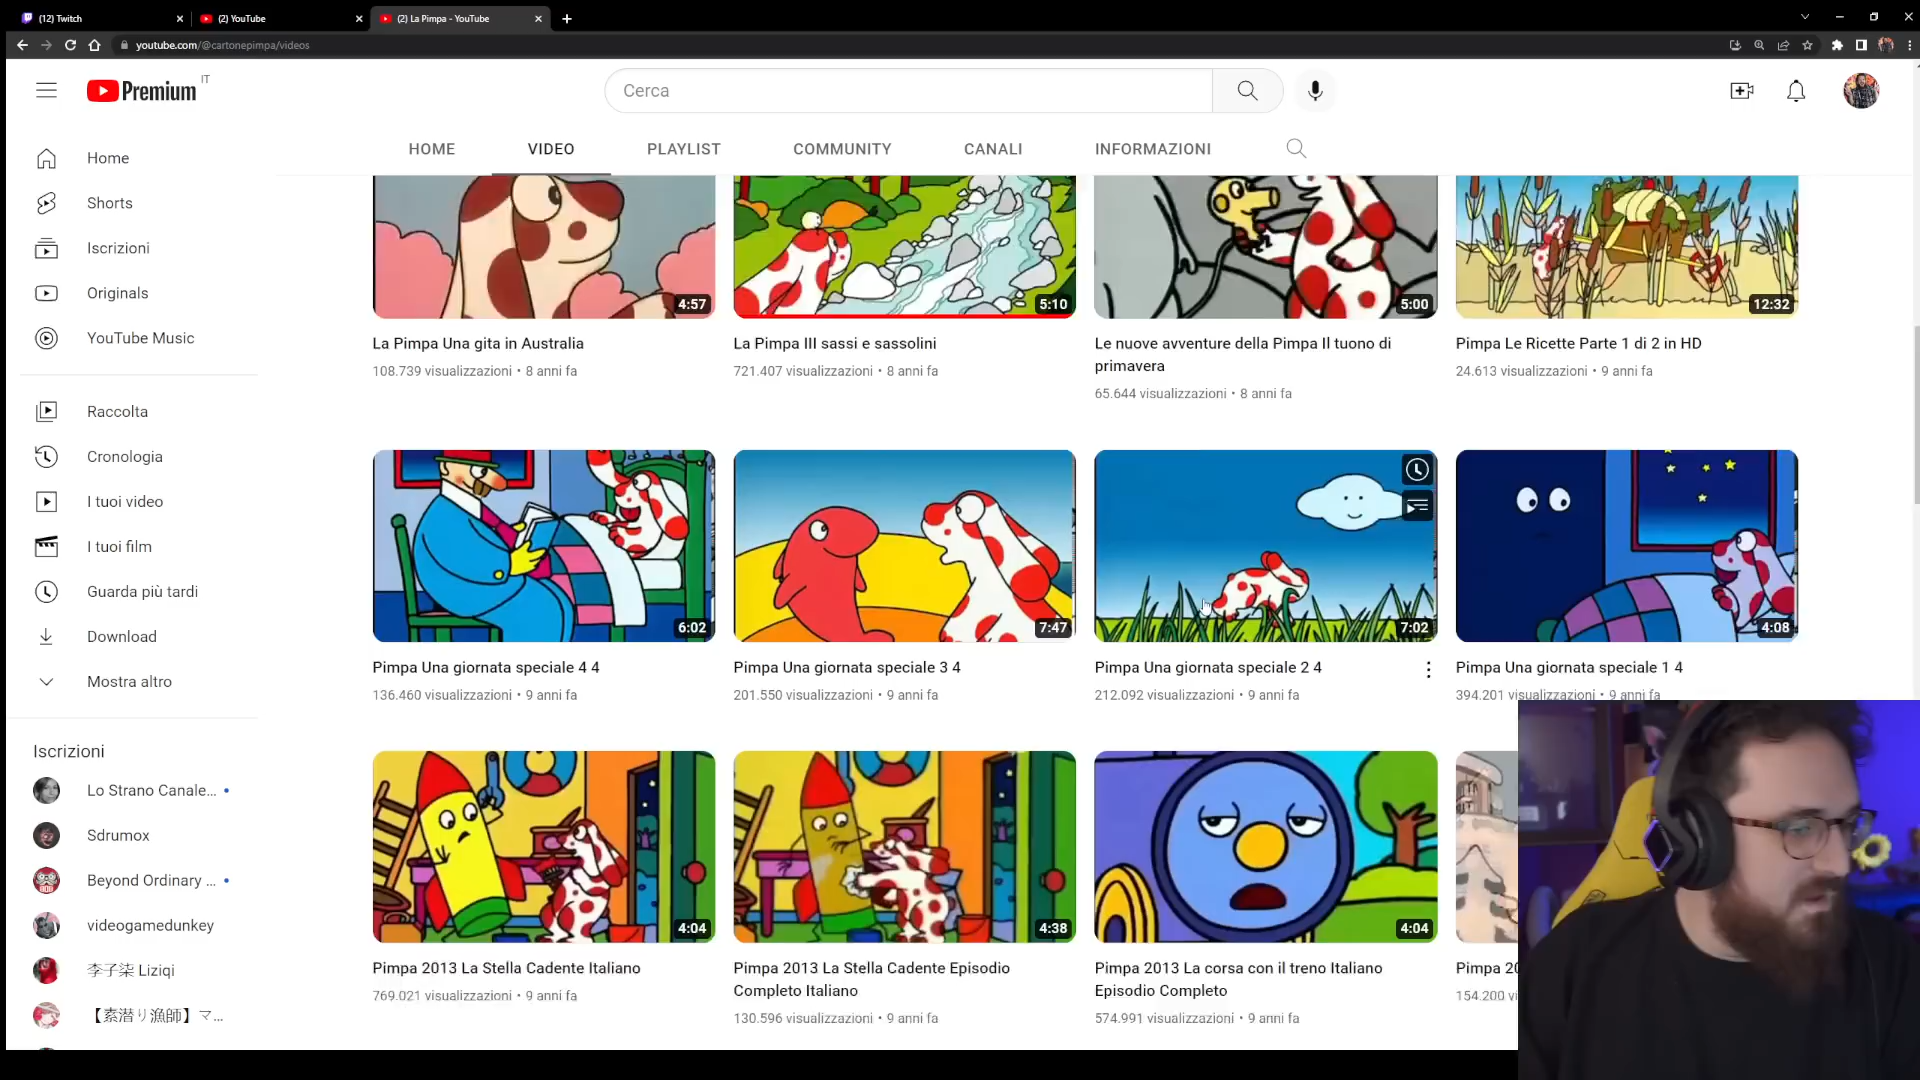 (12) Twitch
(2) YouTube
(2) La Pimpa - YouTube
youtube.com/@cartonepimpa/videos
Premium
IT
Cerca
HOME
VIDEO
PLAYLIST
COMMUNITY
CANALI
INFORMAZIONI
Home
Shorts
Iscrizioni
Originals
YouTube Music
Raccolta
Cronologia
I tuoi video
I tuoi film
Guarda più tardi
Download
Mostra altro
Iscrizioni
Lo Strano Canale...
Sdrumox
Beyond Ordinary ...
videogamedunkey
李子柒 Liziqi
【素潜り漁師】マ...
4:57
La Pimpa Una gita in Australia
108.739 visualizzazioni • 8 anni fa
5:10
La Pimpa III sassi e sassolini
721.407 visualizzazioni • 8 anni fa
5:00
Le nuove avventure della Pimpa Il tuono di
primavera
65.644 visualizzazioni • 8 anni fa
12:32
Pimpa Le Ricette Parte 1 di 2 in HD
24.613 visualizzazioni • 9 anni fa
6:02
Pimpa Una giornata speciale 4 4
136.460 visualizzazioni • 9 anni fa
7:47
Pimpa Una giornata speciale 3 4
201.550 visualizzazioni • 9 anni fa
7:02
Pimpa Una giornata speciale 2 4
212.092 visualizzazioni • 9 anni fa
4:08
Pimpa Una giornata speciale 1 4
394.201 visualizzazioni • 9 anni fa
4:04
Pimpa 2013 La Stella Cadente Italiano
769.021 visualizzazioni • 9 anni fa
4:38
Pimpa 2013 La Stella Cadente Episodio
Completo Italiano
130.596 visualizzazioni • 9 anni fa
4:04
Pimpa 2013 La corsa con il treno Italiano
Episodio Completo
574.991 visualizzazioni • 9 anni fa
Pimpa 20
154.200 vi